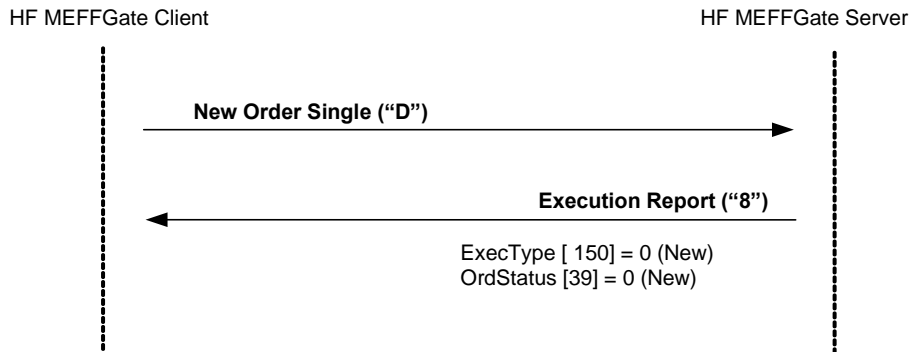 HF MEFFGate Client
HF MEFFGate Server
New Order Single (“D”)
Execution Report (“8”)
ExecType [ 150] = 0 (New)
OrdStatus [39] = 0 (New)